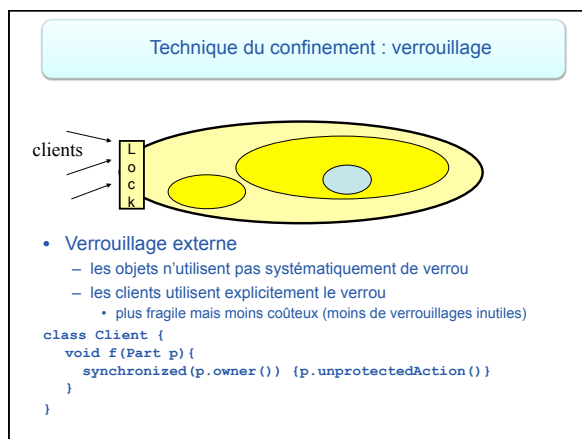 Technique du confinement : verrouillage
clients
Lock
• Verrouillage externe
– les objets n'utilisent pas systématiquement de verrou
– les clients utilisent explicitement le verrou
• plus fragile mais moins coûteux (moins de verrouillages inutiles)
class Client {
void f(Part p){
synchronized(p.owner()) {p.unprotectedAction()}
}
}